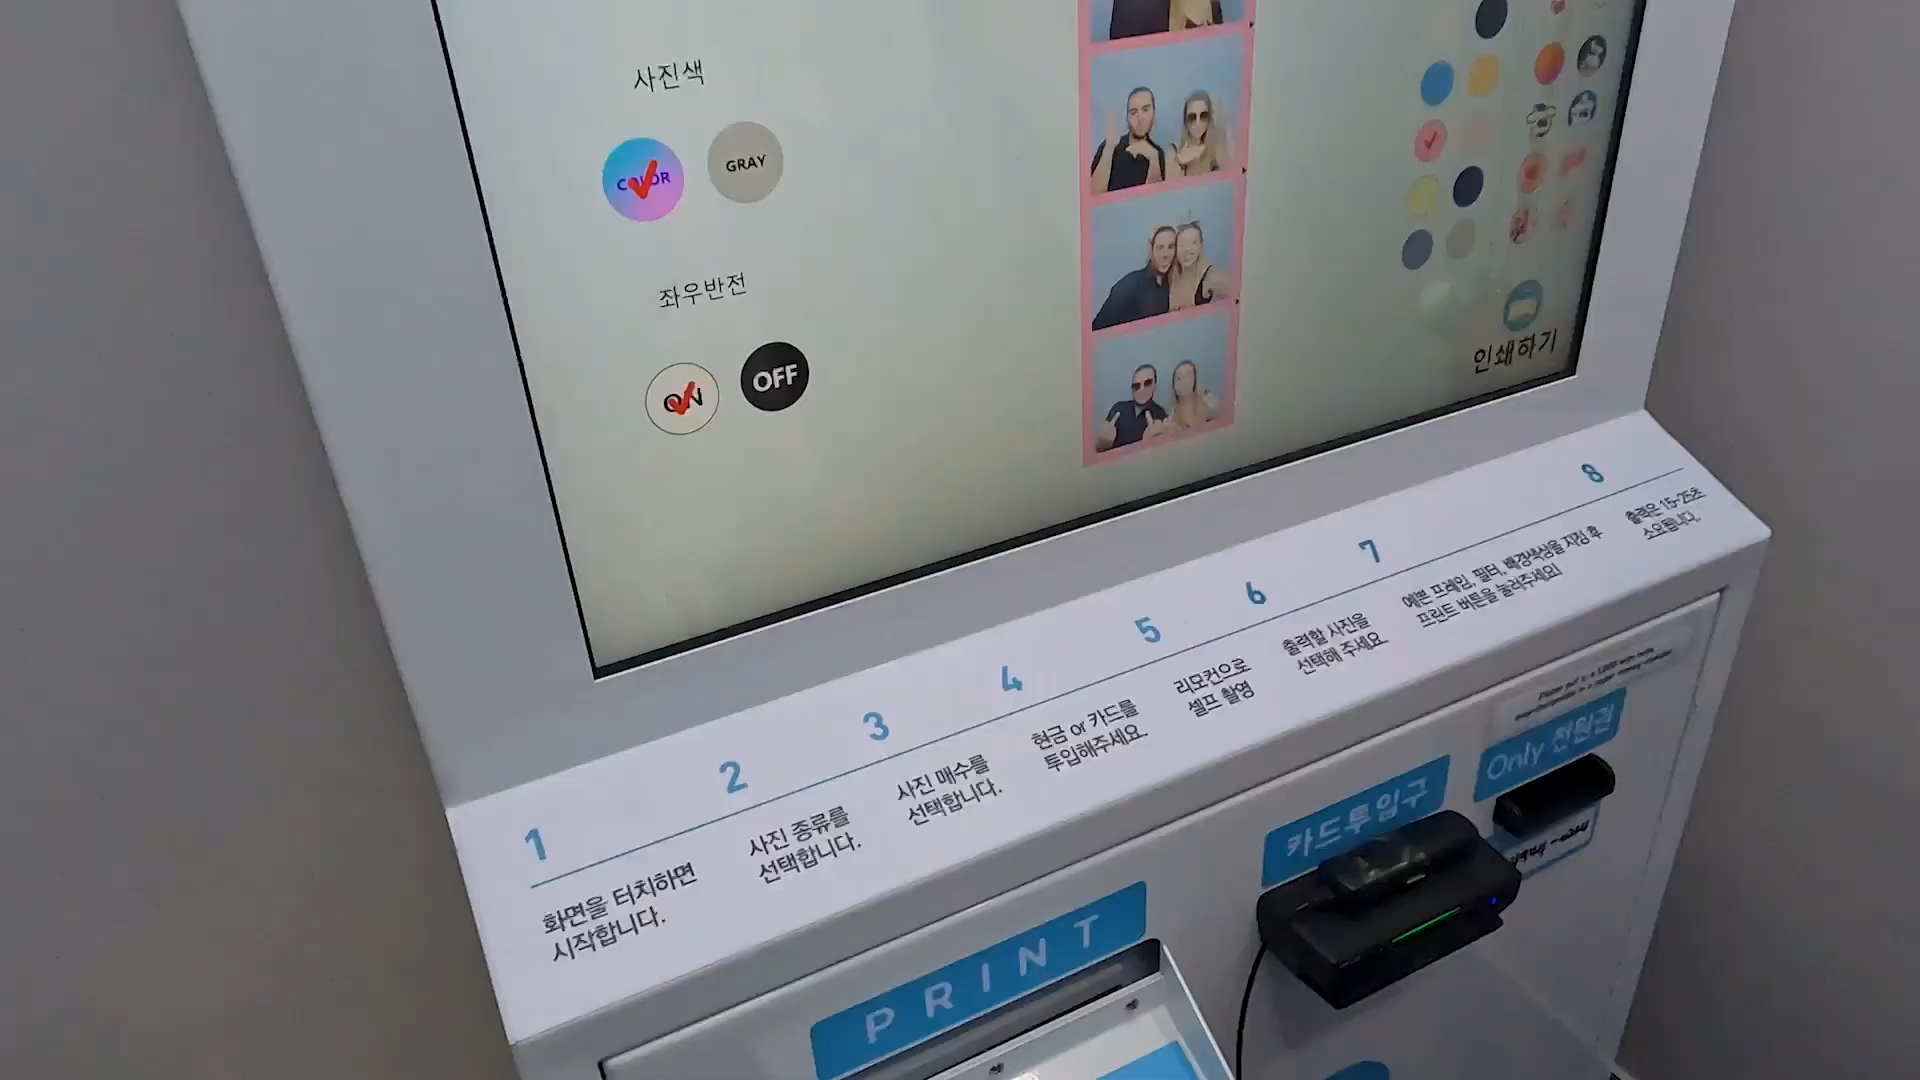 사진색
COLOR
GRAY
좌우반전
ON
OFF
인쇄하기
1
화면을 터치하면
시작합니다.
2
사진 종류를
선택합니다.
3
사진 매수를
선택합니다.
4
현금 or 카드를
투입해주세요.
5
리모컨으로
셀프 촬영
6
출력할 사진을
선택해 주세요.
7
예쁜 프레임, 필터, 배경색상을 지정 후
프린트 버튼을 눌러주세요!
8
출력은 15~25초
소요됩니다.
PRINT
카드투입구
Only 천원권